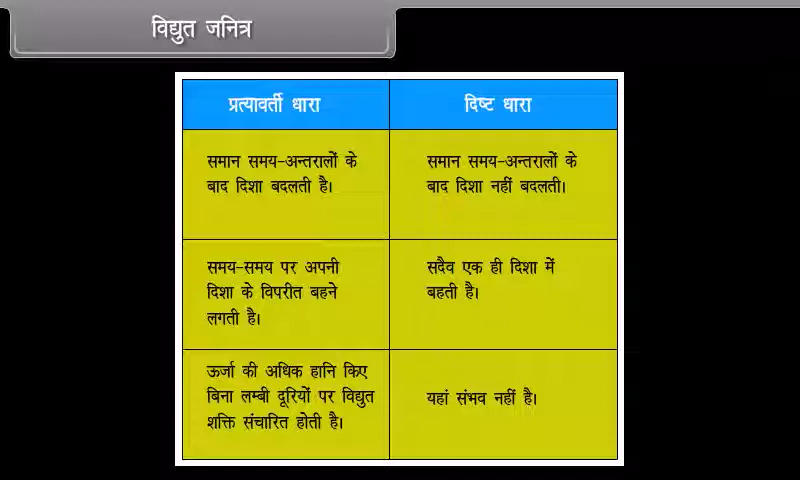 विद्युत जनित्र
प्रत्यावर्ती धारा
दिष्ट धारा
समान समय-अन्तरालों के
बाद दिशा बदलती है।
समान समय-अन्तरालों के
बाद दिशा नहीं बदलती।
समय-समय पर अपनी
दिशा के विपरीत बहने
लगती है।
सदैव एक ही दिशा में
बहती है।
ऊर्जा की अधिक हानि किए
बिना लम्बी दूरियों पर विद्युत
शक्ति संचारित होती है।
यहां संभव नहीं है।